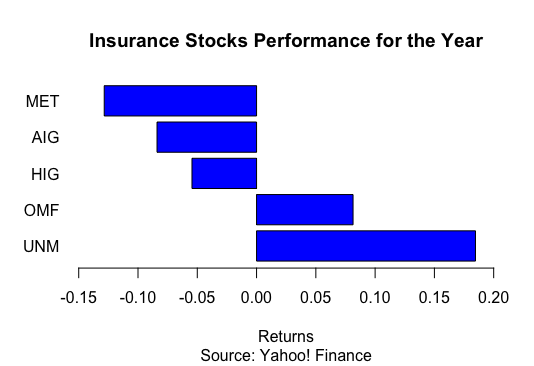 Insurance Stocks Performance for the Year
MET
AIG
HIG
OMF
UNM
-0.15 -0.10 -0.05 0.00 0.05 0.10 0.15 0.20
Returns
Source: Yahoo! Finance